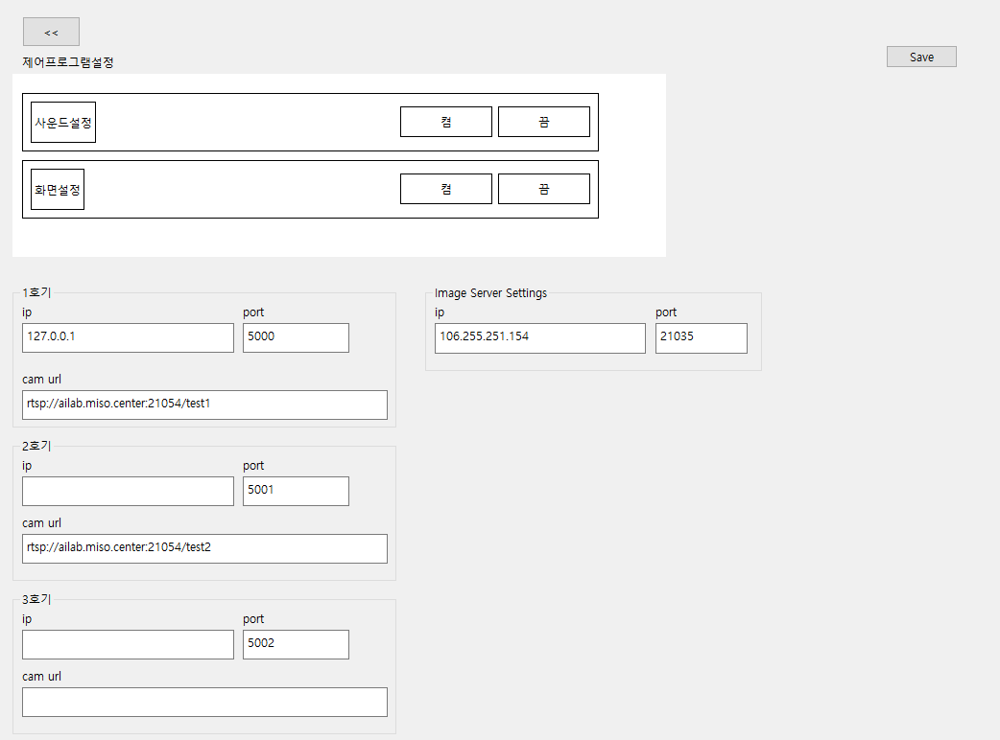 <<
제어프로그램설정
Save
사운드설정 켬 끔
화면설정 켬 끔
1호기
ip port
127.0.0.1 5000
cam url
rtsp://ailab.miso.center:21054/test1
Image Server Settings
ip port
106.255.251.154 21035
2호기
ip port
5001
cam url
rtsp://ailab.miso.center:21054/test2
3호기
ip port
5002
cam url